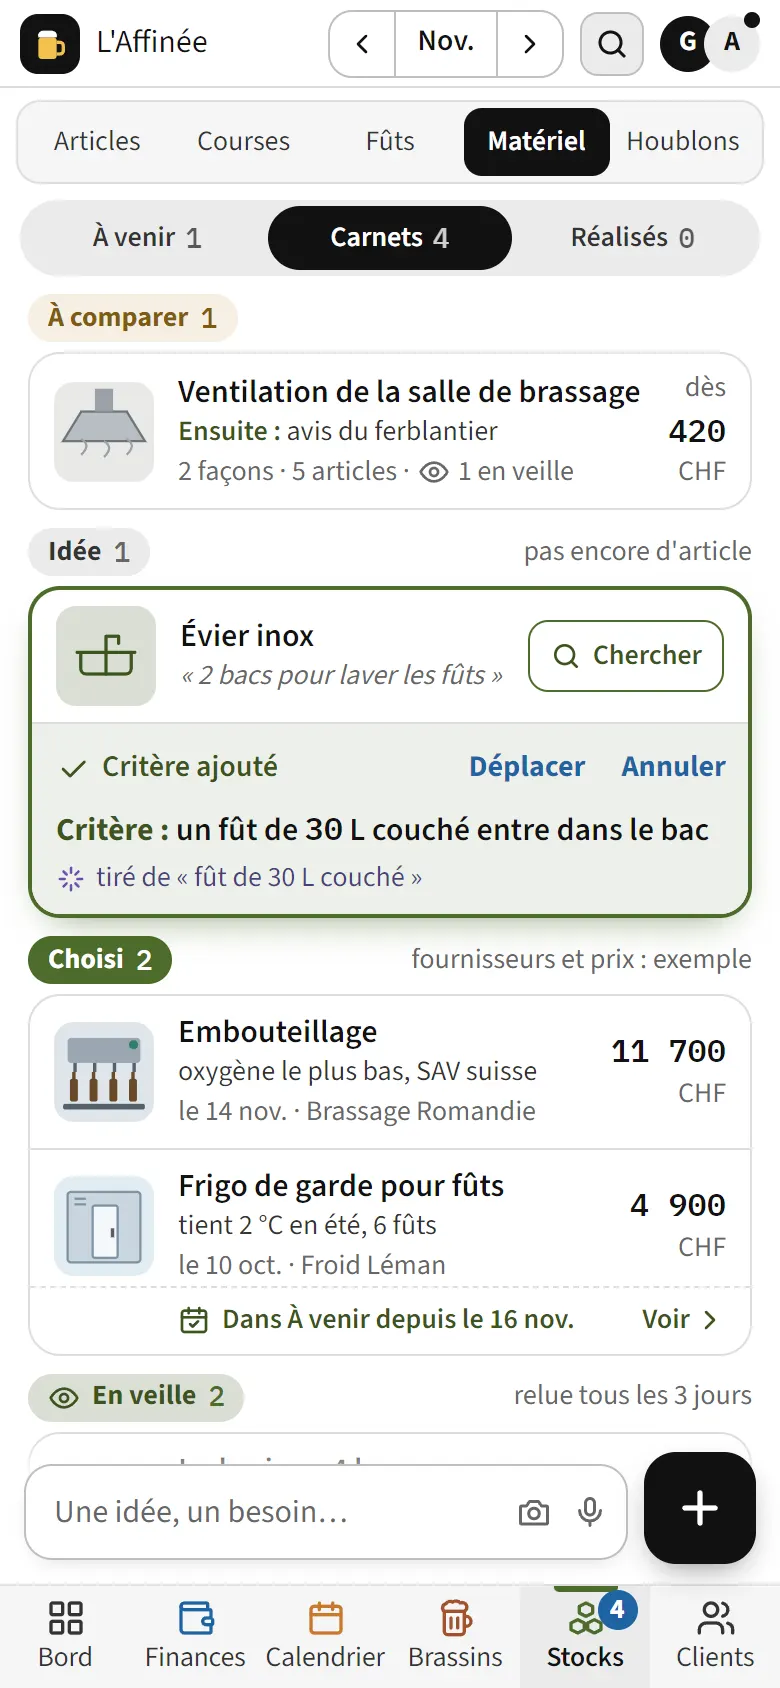 L'Affinée
Nov.
G
A
Articles
Courses
Fûts
Matériel
Houblons
À venir 1
Carnets 4
Réalisés 0
À comparer 1
Ventilation de la salle de brassage
dès
Ensuite : avis du ferblantier
420
2 façons · 5 articles · 1 en veille
CHF
Idée 1
pas encore d'article
Évier inox
« 2 bacs pour laver les fûts »
Chercher
Critère ajouté
Déplacer
Annuler
Critère : un fût de 30 L couché entre dans le bac
tiré de « fût de 30 L couché »
Choisi 2
fournisseurs et prix : exemple
Embouteillage
oxygène le plus bas, SAV suisse
11 700
le 14 nov. · Brassage Romandie
CHF
Frigo de garde pour fûts
tient 2 °C en été, 6 fûts
4 900
le 10 oct. · Froid Léman
CHF
Dans À venir depuis le 16 nov.
Voir
En veille 2
relue tous les 3 jours
Une idée, un besoin…
4
Bord
Finances
Calendrier
Brassins
Stocks
Clients